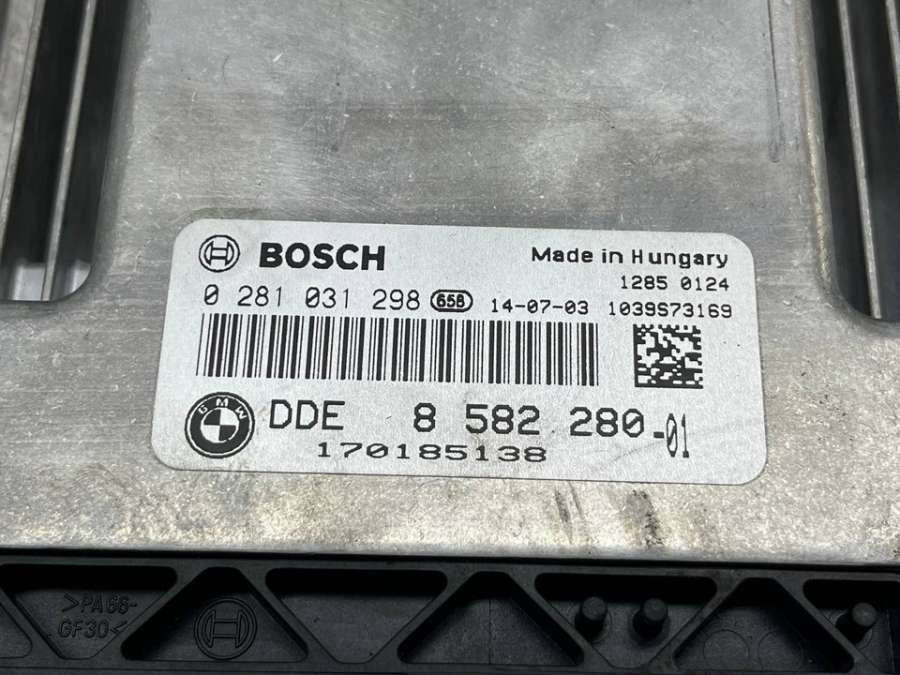 BOSCH Made in Hungary
1285 0124
0 281 031 298 658 14-07-03 1039S73169
BMW DDE 8 582 280-01
170185138
>PA66-
GF30<